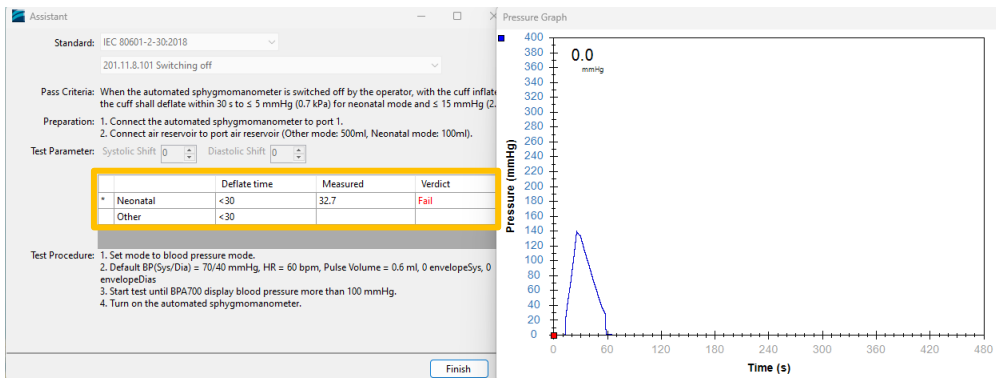 Assistant
Standard: IEC 80601-2-30:2018
201.11.8.101 Switching off
Pass Criteria: When the automated sphygmomanometer is switched off by the operator, with the cuff inflate
the cuff shall deflate within 30 s to ≤ 5 mmHg (0.7 kPa) for neonatal mode and ≤ 15 mmHg (2.
Preparation: 1. Connect the automated sphygmomanometer to port 1.
2. Connect air reservoir to port air reservoir (Other mode: 500ml, Neonatal mode: 100ml).
Test Parameter: Systolic Shift 0 Diastolic Shift 0
Deflate time Measured Verdict
* Neonatal <30 32.7 Fail
Other <30
Test Procedure: 1. Set mode to blood pressure mode.
2. Default BP(Sys/Dia) = 70/40 mmHg, HR = 60 bpm, Pulse Volume = 0.6 ml, 0 envelopeSys, 0
envelopeDias
3. Start test until BPA700 display blood pressure more than 100 mmHg.
4. Turn on the automated sphygmomanometer.
Finish
Pressure Graph
0.0
mmHg
Pressure (mmHg)
400
380
360
340
320
300
280
260
240
220
200
180
160
140
120
100
80
60
40
20
0
0 60 120 180 240 300 360 420 480
Time (s)